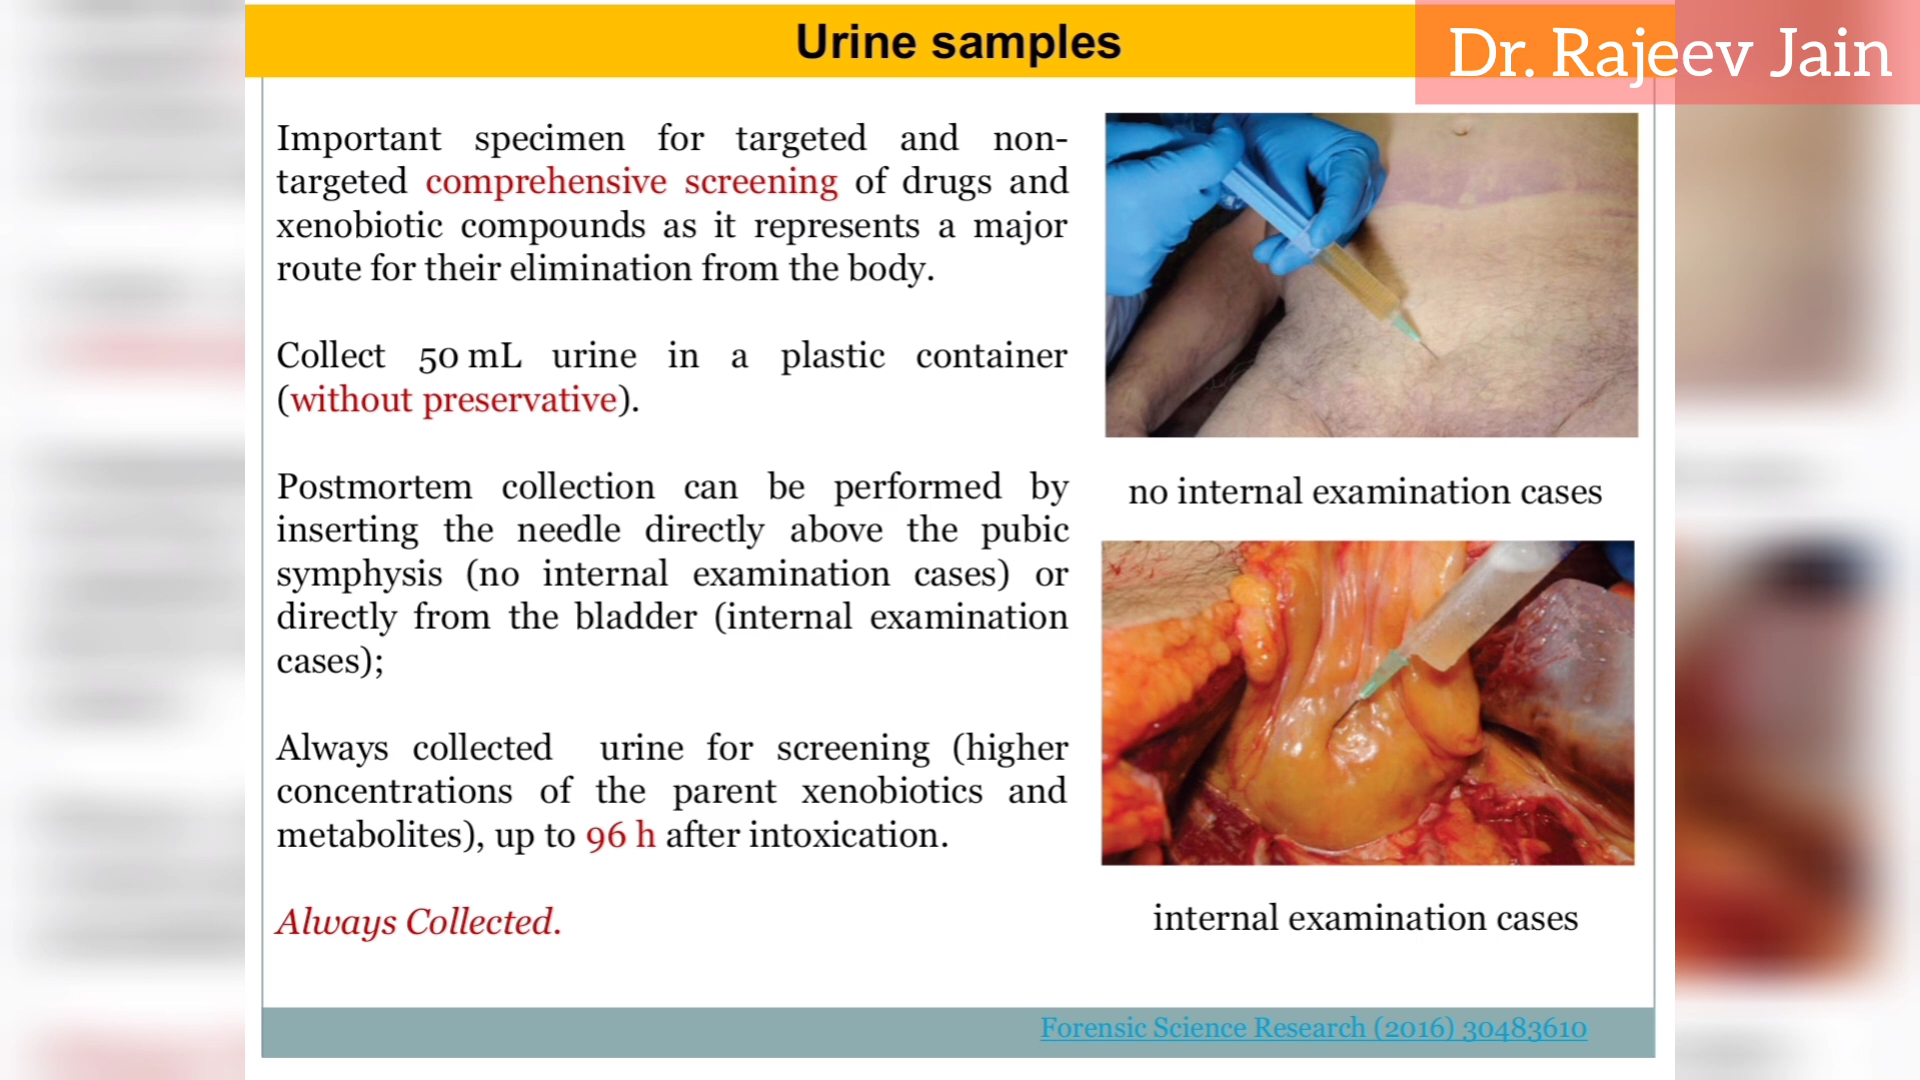 Urine samples
Dr. Rajeev Jain
Important specimen for targeted and non-
targeted comprehensive screening of drugs and
xenobiotic compounds as it represents a major
route for their elimination from the body.
Collect 50 mL urine in a plastic container
(without preservative).
Postmortem collection can be performed by
inserting the needle directly above the pubic
symphysis (no internal examination cases) or
directly from the bladder (internal examination
cases);
Always collected urine for screening (higher
concentrations of the parent xenobiotics and
metabolites), up to 96 h after intoxication.
Always Collected.
no internal examination cases
internal examination cases
Forensic Science Research (2016) 30483610